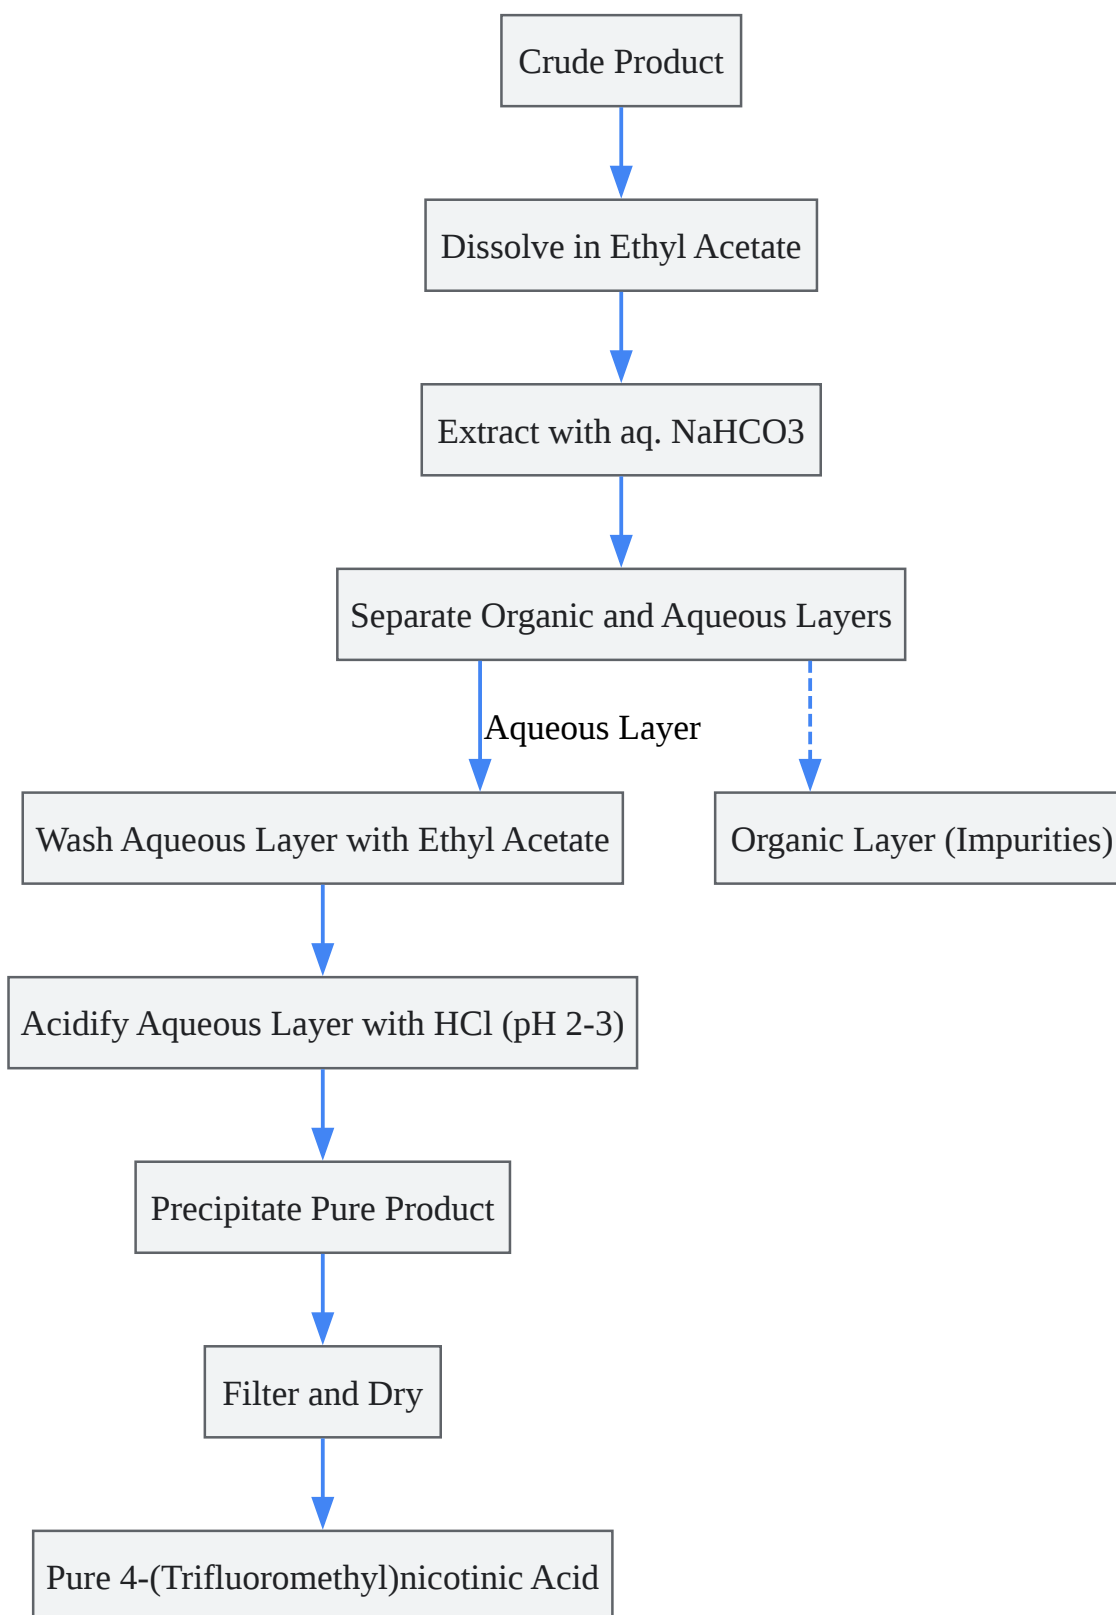 Crude Product
Dissolve in Ethyl Acetate
Extract with aq. NaHCO3
Separate Organic and Aqueous Layers
Aqueous Layer
Wash Aqueous Layer with Ethyl Acetate
Organic Layer (Impurities)
Acidify Aqueous Layer with HCl (pH 2-3)
Precipitate Pure Product
Filter and Dry
Pure 4-(Trifluoromethyl)nicotinic Acid